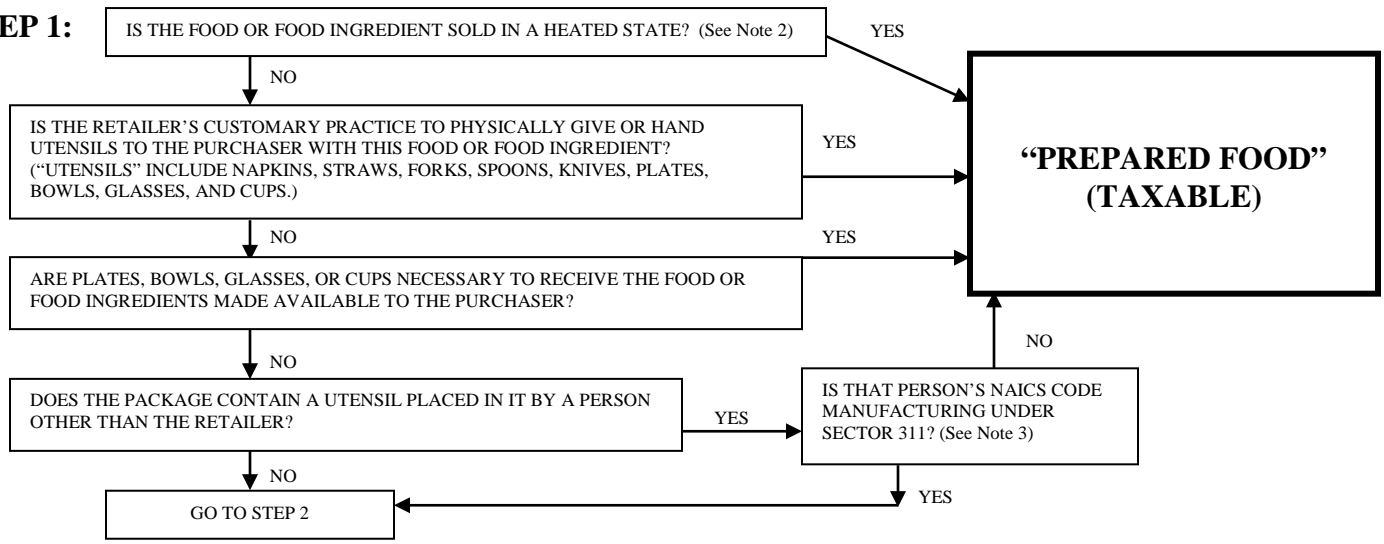 EP 1:
IS THE FOOD OR FOOD INGREDIENT SOLD IN A HEATED STATE? (See Note 2)
YES
NO
IS THE RETAILER’S CUSTOMARY PRACTICE TO PHYSICALLY GIVE OR HAND
UTENSILS TO THE PURCHASER WITH THIS FOOD OR FOOD INGREDIENT?
(“UTENSILS” INCLUDE NAPKINS, STRAWS, FORKS, SPOONS, KNIVES, PLATES,
BOWLS, GLASSES, AND CUPS.)
YES
“PREPARED FOOD”
(TAXABLE)
NO
YES
ARE PLATES, BOWLS, GLASSES, OR CUPS NECESSARY TO RECEIVE THE FOOD OR
FOOD INGREDIENTS MADE AVAILABLE TO THE PURCHASER?
NO
NO
DOES THE PACKAGE CONTAIN A UTENSIL PLACED IN IT BY A PERSON
OTHER THAN THE RETAILER?
YES
IS THAT PERSON’S NAICS CODE
MANUFACTURING UNDER
SECTOR 311? (See Note 3)
NO
YES
GO TO STEP 2